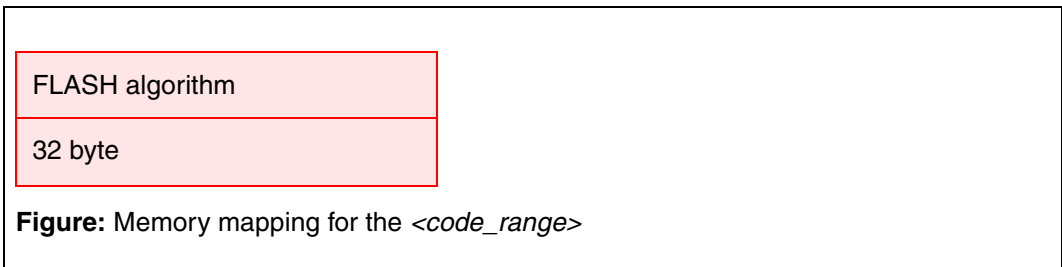 FLASH algorithm
32 byte
Figure: Memory mapping for the <code_range>